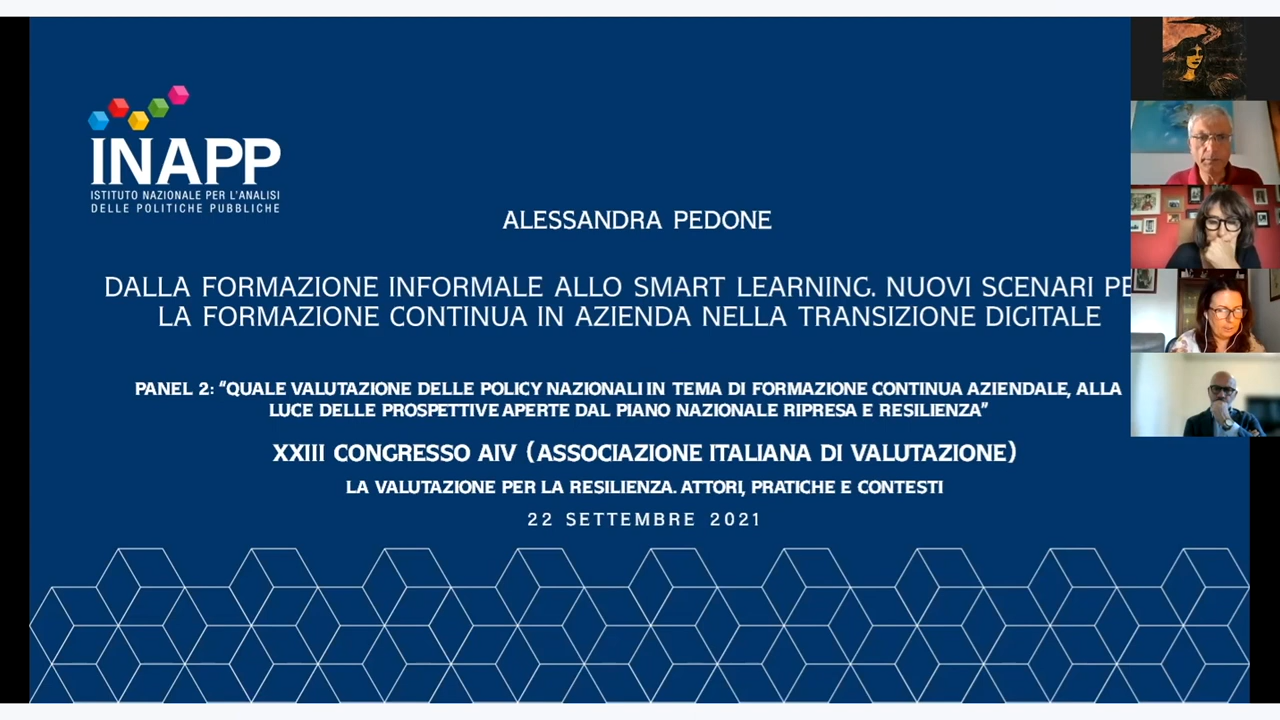 INAPP
ISTITUTO NAZIONALE PER L'ANALISI
DELLE POLITICHE PUBBLICHE
ALESSANDRA PEDONE
DALLA FORMAZIONE INFORMALE ALLO SMART LEARNING. NUOVI SCENARI PE
LA FORMAZIONE CONTINUA IN AZIENDA NELLA TRANSIZIONE DIGITALE
PANEL 2: "QUALE VALUTAZIONE DELLE POLICY NAZIONALI IN TEMA DI FORMAZIONE CONTINUA AZIENDALE, ALLA
LUCE DELLE PROSPETTIVE APERTE DAL PIANO NAZIONALE RIPRESA E RESILIENZA"
XXIII CONGRESSO AIV (ASSOCIAZIONE ITALIANA DI VALUTAZIONE)
LA VALUTAZIONE PER LA RESILIENZA. ATTORI, PRATICHE E CONTESTI
22 SETTEMBRE 2021